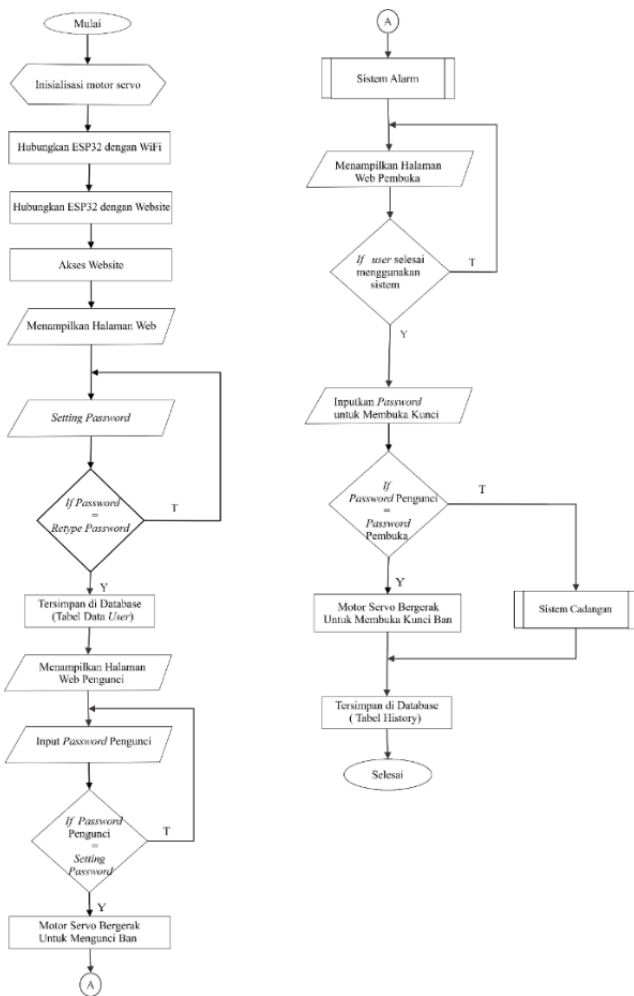 Mulai
Inisialisasi motor servo
Hubungkan ESP32 dengan WiFi
Hubungkan ESP32 dengan Website
Akses Website
Menampilkan Halaman Web
Setting Password
If Password
=
Retype Password
T
Y
Tersimpan di Database
(Tabel Data User)
Menampilkan Halaman
Web Pengunci
Input Password Pengunci
If Password
Pengunci
=
Setting
Password
T
Y
Motor Servo Bergerak
Untuk Mengunci Ban
A
A
Sistem Alarm
Menampilkan Halaman
Web Pembuka
If user selesai
menggunakan
sistem
T
Y
Inputkan Password
untuk Membuka Kunci
If
Password Pengunci
=
Password
Pembuka
T
Y
Motor Servo Bergerak
Untuk Membuka Kunci Ban
Sistem Cadangan
Tersimpan di Database
( Tabel History)
Selesai